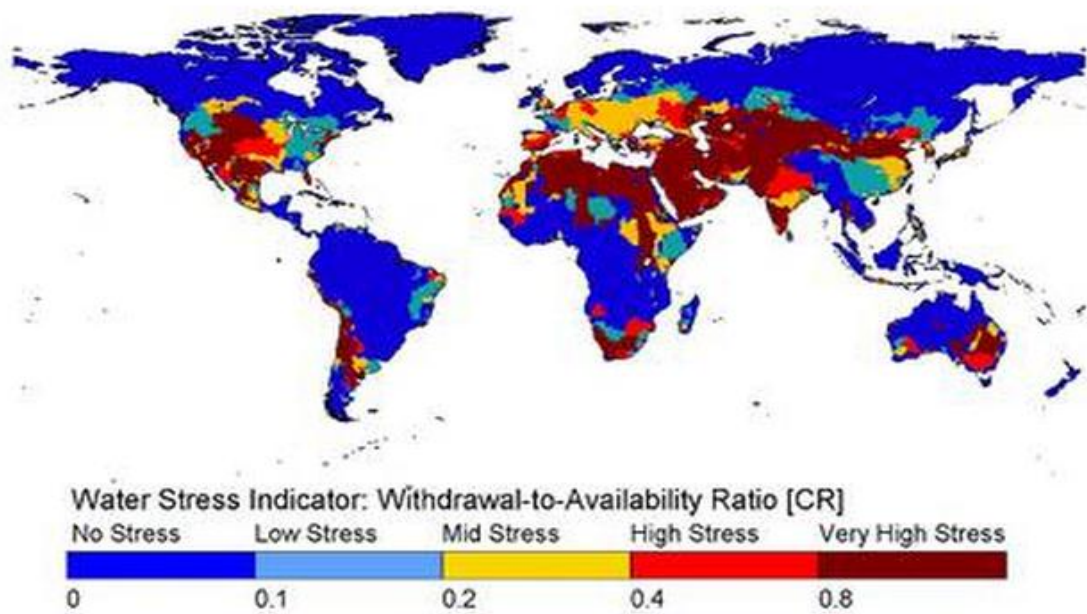 Water Stress Indicator: Withdrawal-to-Availability Ratio [CR]
No Stress Low Stress Mid Stress High Stress Very High Stress
0 0.1 0.2 0.4 0.8